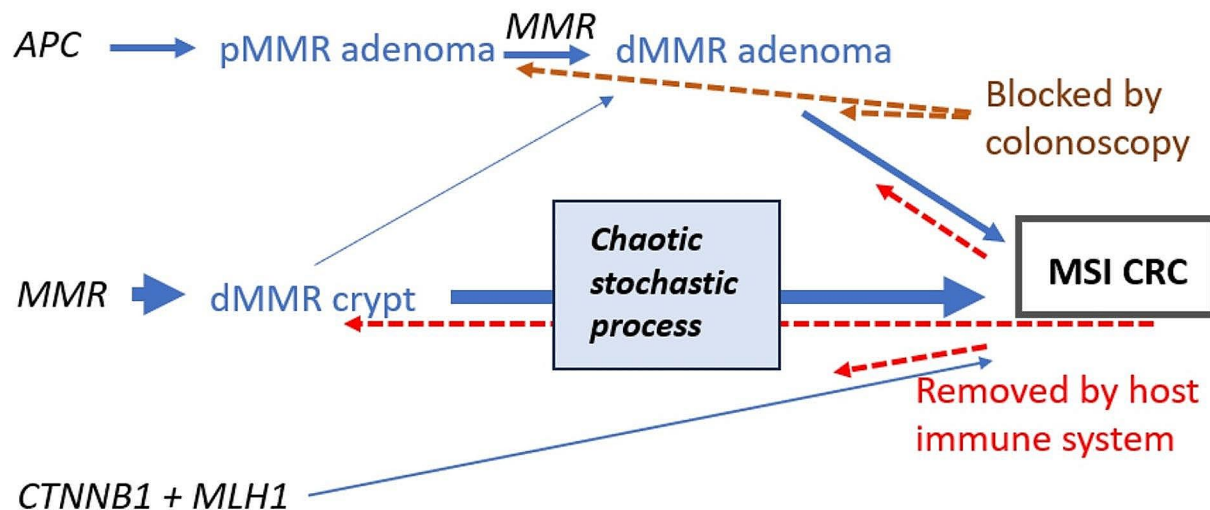 APC
pMMR adenoma
MMR
dMMR adenoma
Blocked by
colonoscopy
Chaotic
stochastic
process
MSI CRC
MMR
dMMR crypt
Removed by host
immune system
CTNNB1 + MLH1